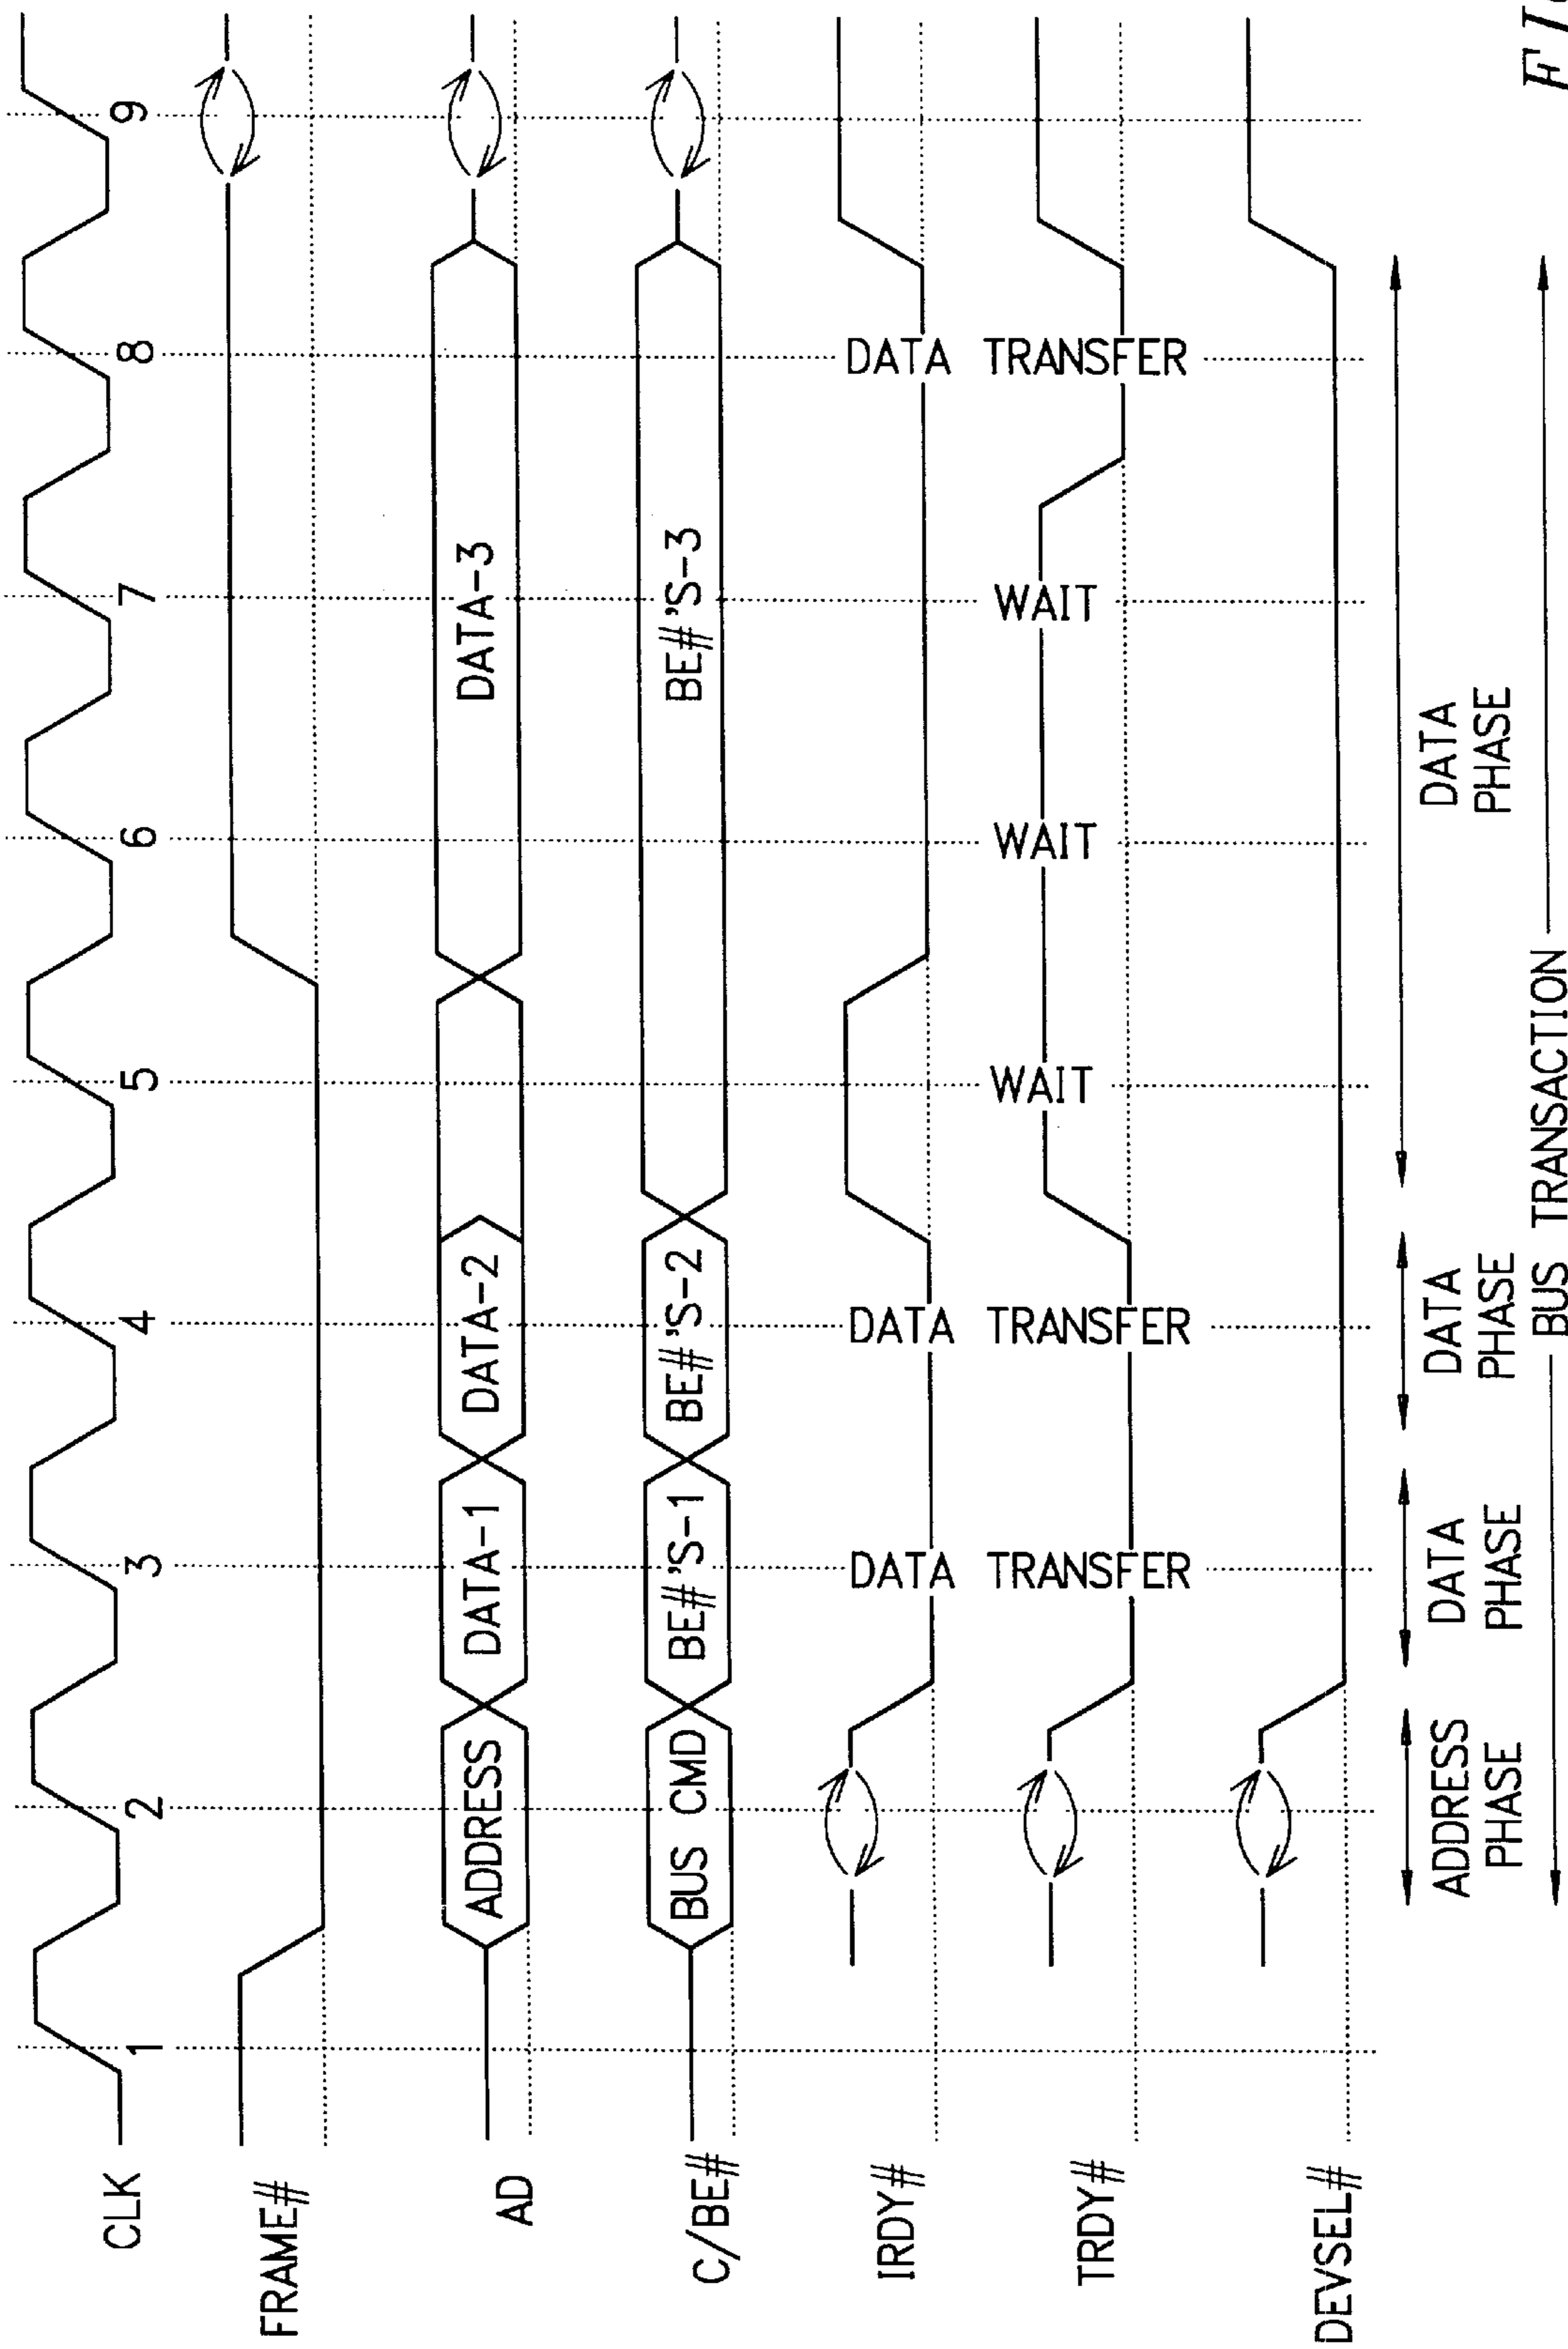 CLK
1
2
3
4
5
6
7
8
9
FRAME#
AD
ADDRESS
DATA-1
DATA-2
DATA-3
C/BE#
BUS CMD
BE#'S-1
BE#'S-2
BE#'S-3
IRDY#
TRDY#
DATA TRANSFER
DATA TRANSFER
WAIT
WAIT
WAIT
DATA TRANSFER
DEVSEL#
ADDRESS
PHASE
DATA
PHASE
DATA
PHASE
DATA
PHASE
BUS TRANSACTION